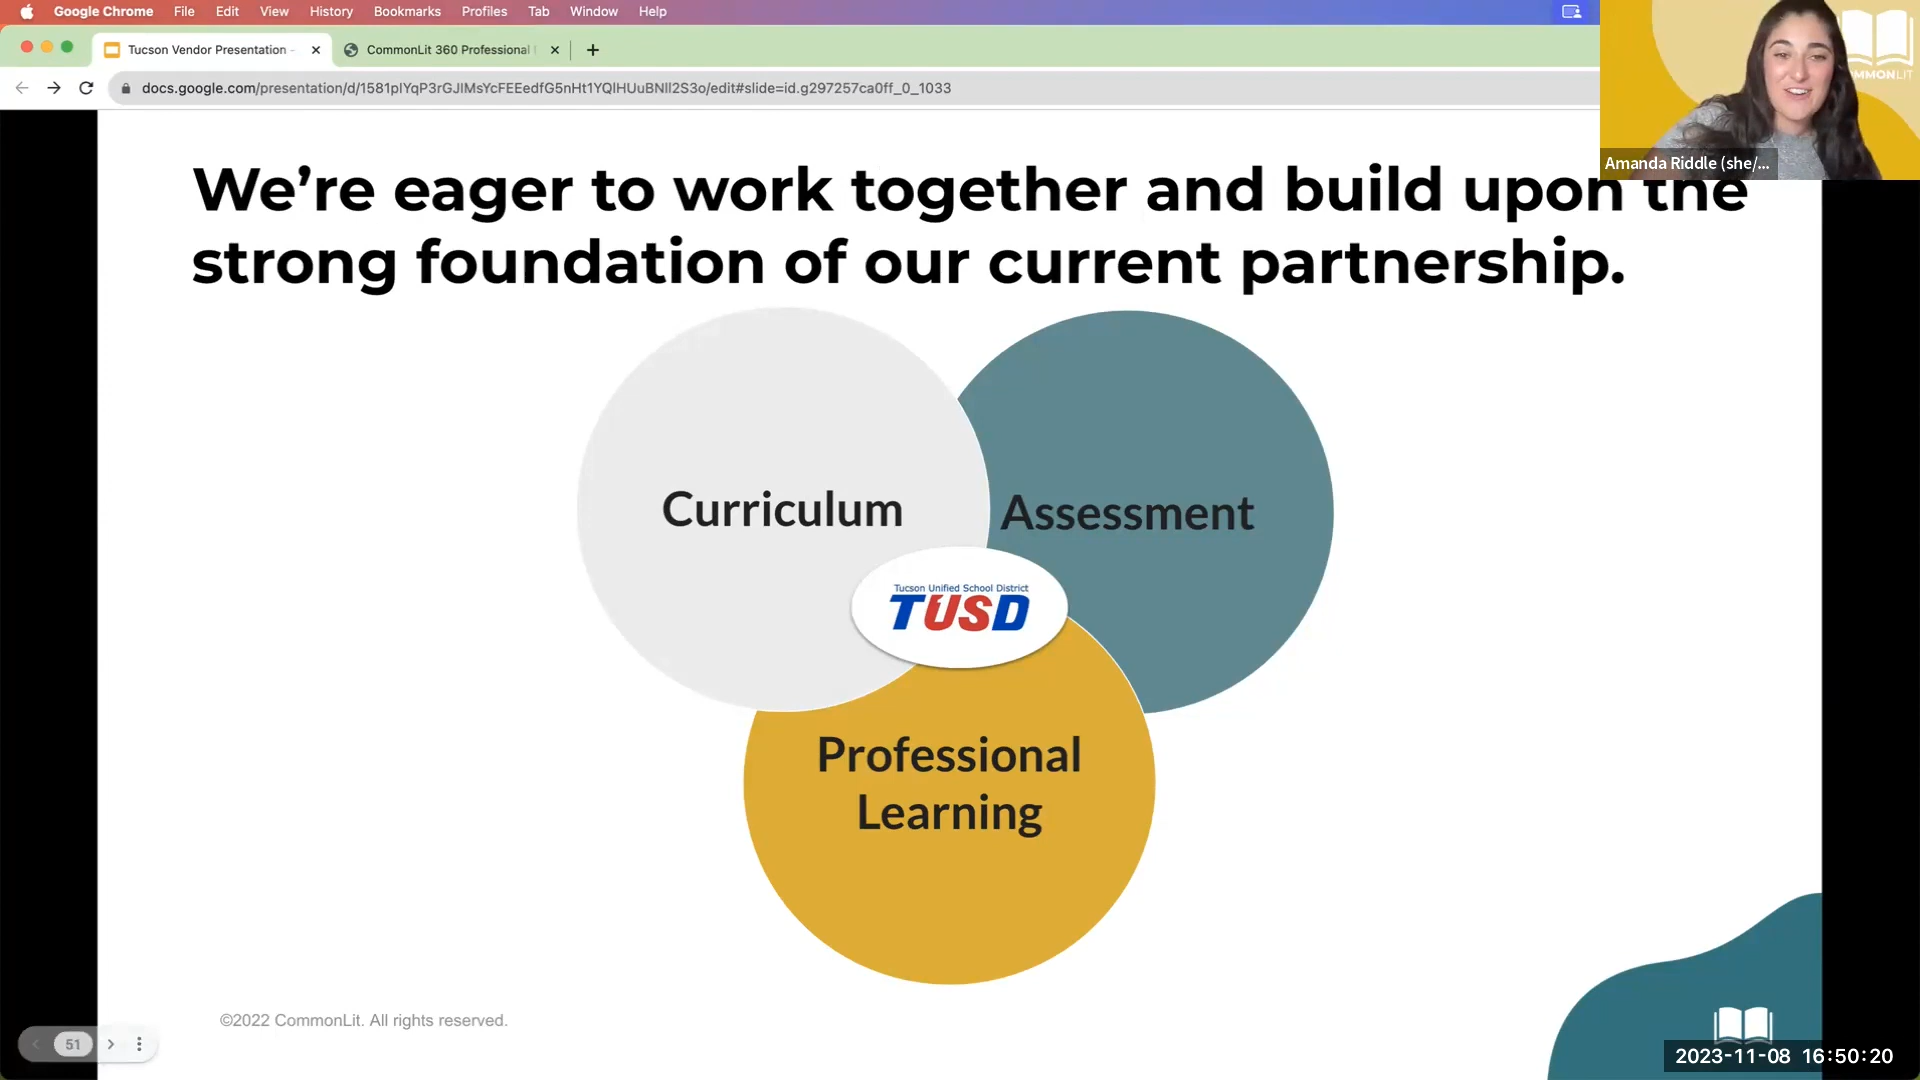 Google Chrome File Edit View History Bookmarks Profiles Tab Window Help
Tucson Vendor Presentation -
CommonLit 360 Professional
docs.google.com/presentation/d/
/edit#slide=id.g297257ca0ff_0_1033
Amanda Riddle (she/...
We’re eager to work together and build upon the
strong foundation of our current partnership.
Curriculum
Assessment
Tucson Unified School District
TUSD
Professional
Learning
©2022 CommonLit. All rights reserved.
51
2023-11-08 16:50:20